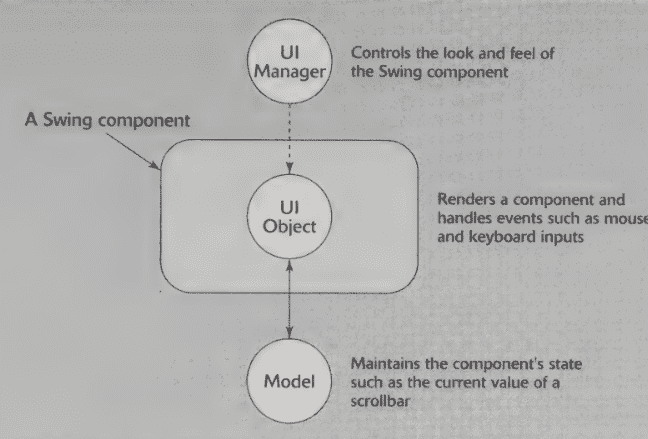 UI
Manager
Controls the look and feel of
the Swing component
A Swing component
UI
Object
Renders a component and
handles events such as mouse
and keyboard inputs
Model
Maintains the component's state
such as the current value of a
scrollbar